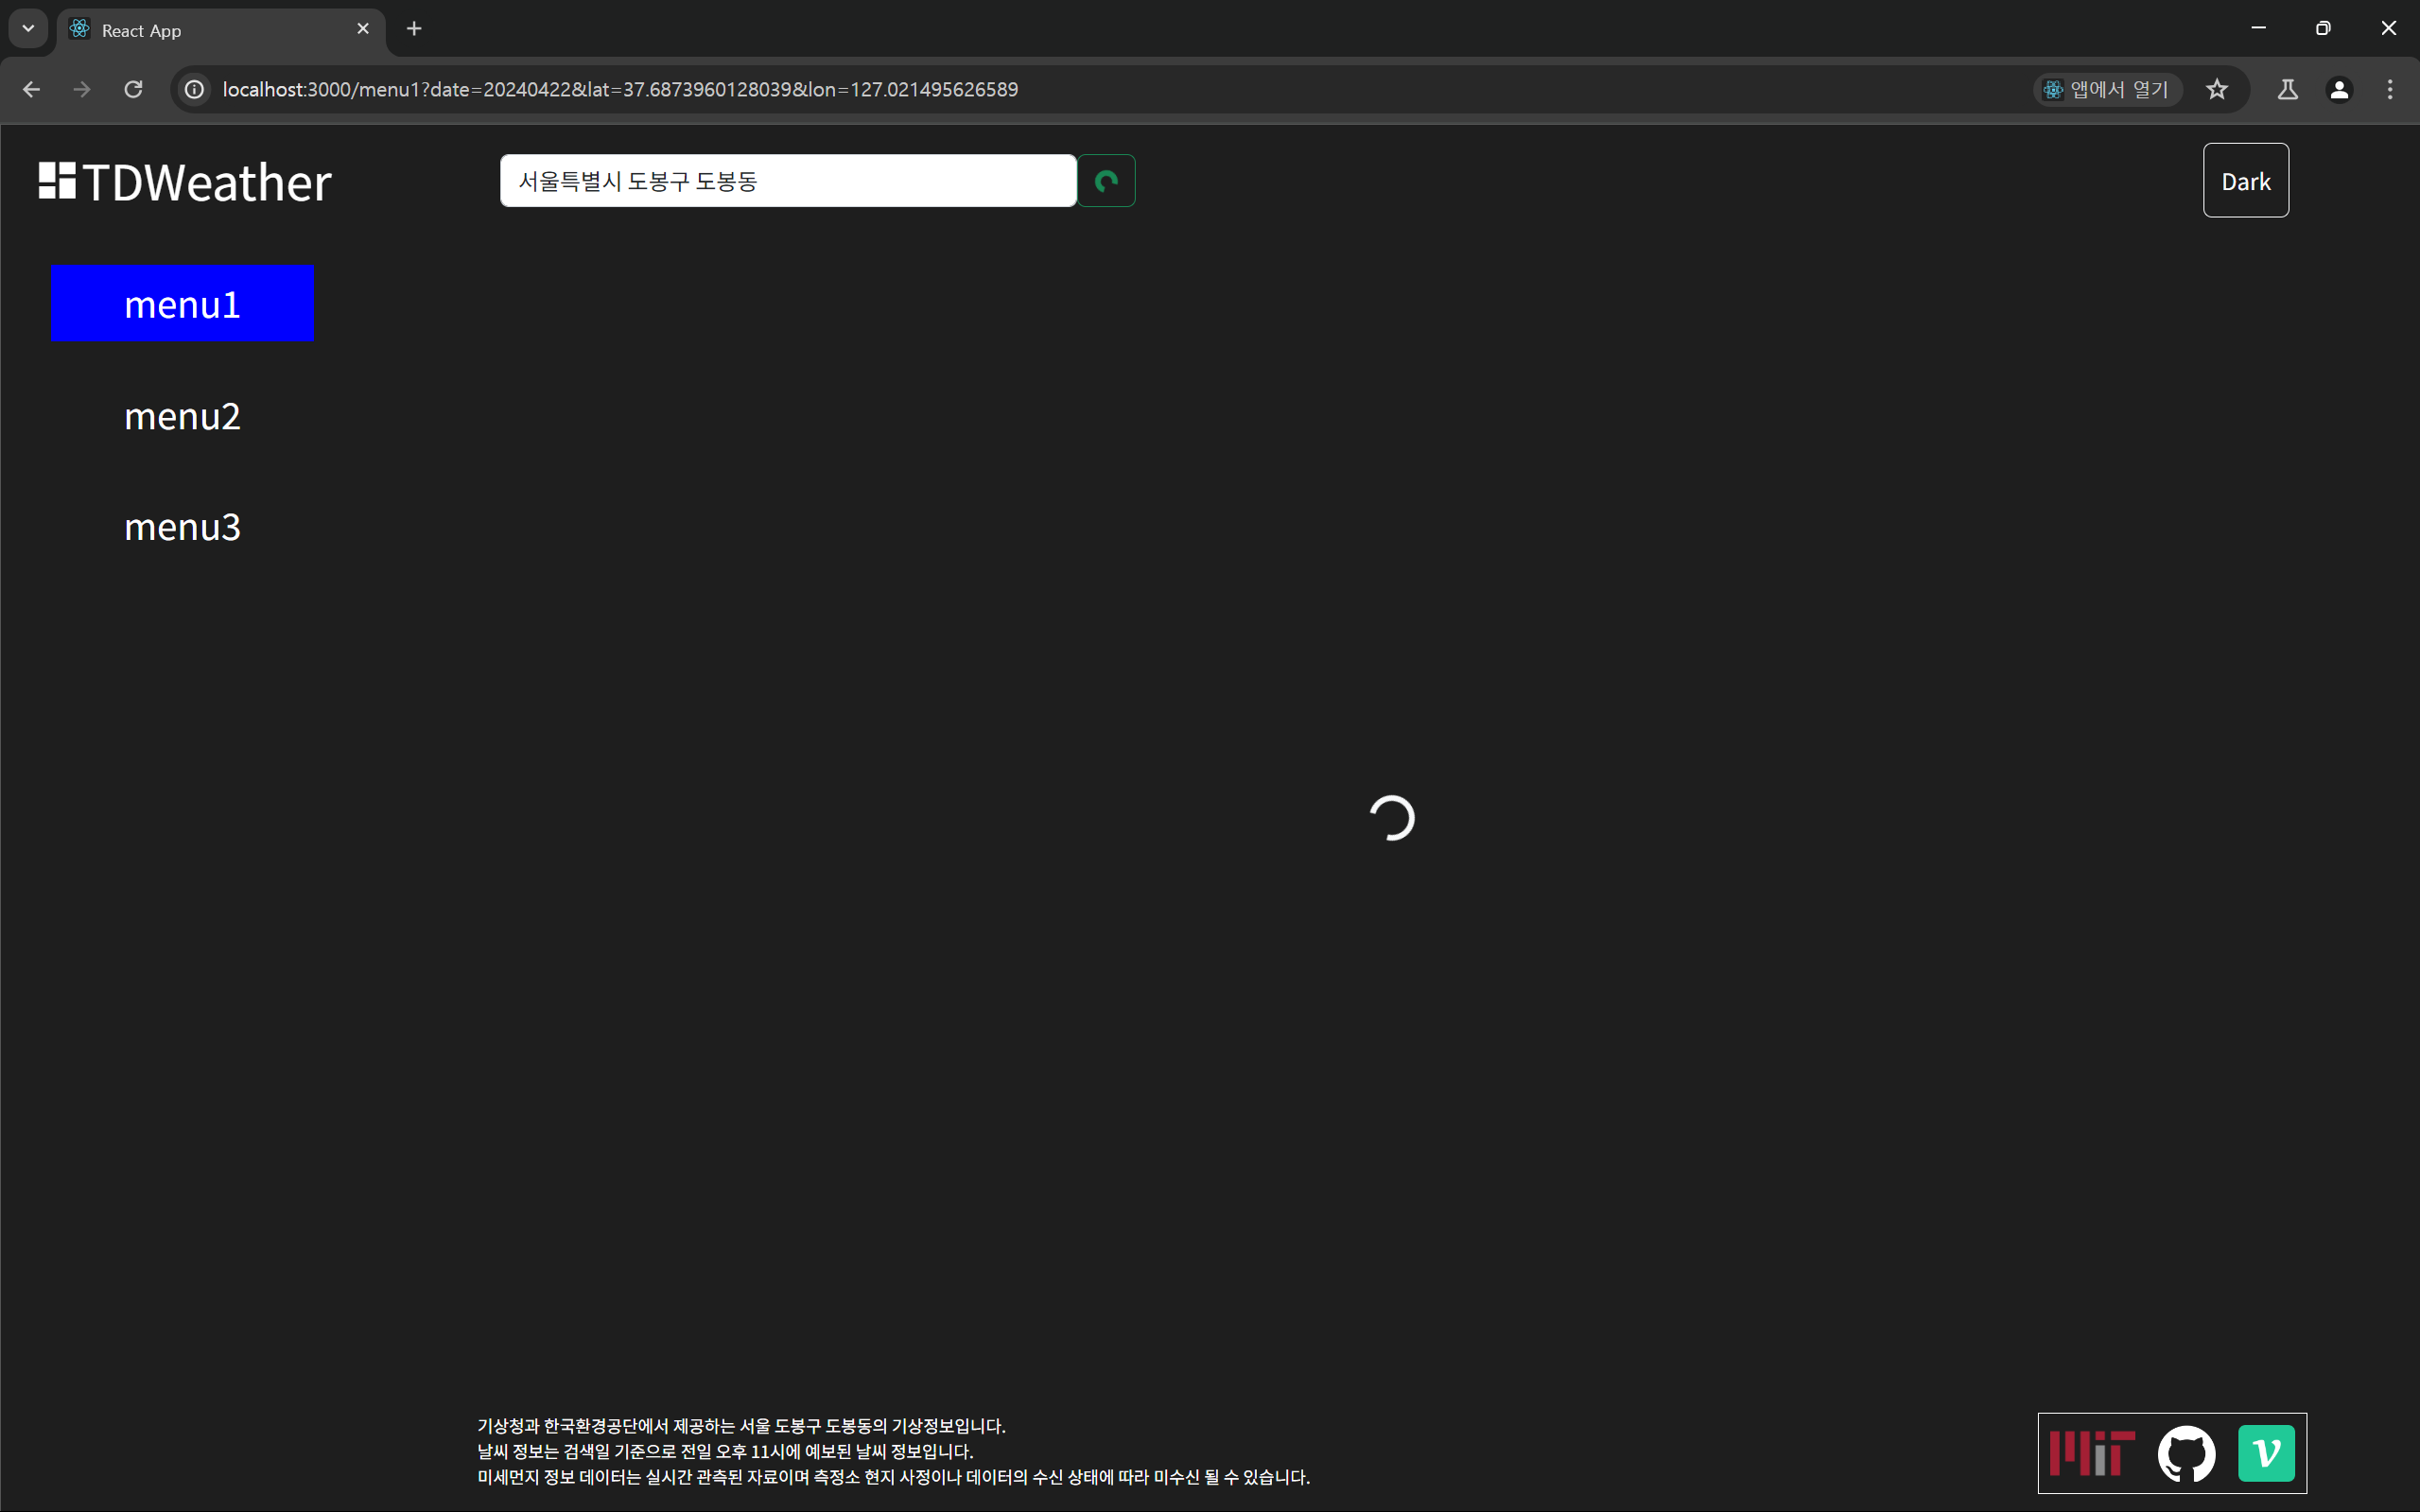 React App
localhost:3000/menu1?date=20240422&lat=37.6873960128039&lon=127.021495626589
앱에서 열기
TDWeather
서울특별시 도봉구 도봉동
Dark
menu1
menu2
menu3
기상청과 한국환경공단에서 제공하는 서울 도봉구 도봉동의 기상정보입니다.
날씨 정보는 검색일 기준으로 전일 오후 11시에 예보된 날씨 정보입니다.
미세먼지 정보 데이터는 실시간 관측된 자료이며 측정소 현지 사정이나 데이터의 수신 상태에 따라 미수신 될 수 있습니다.
MIT
v